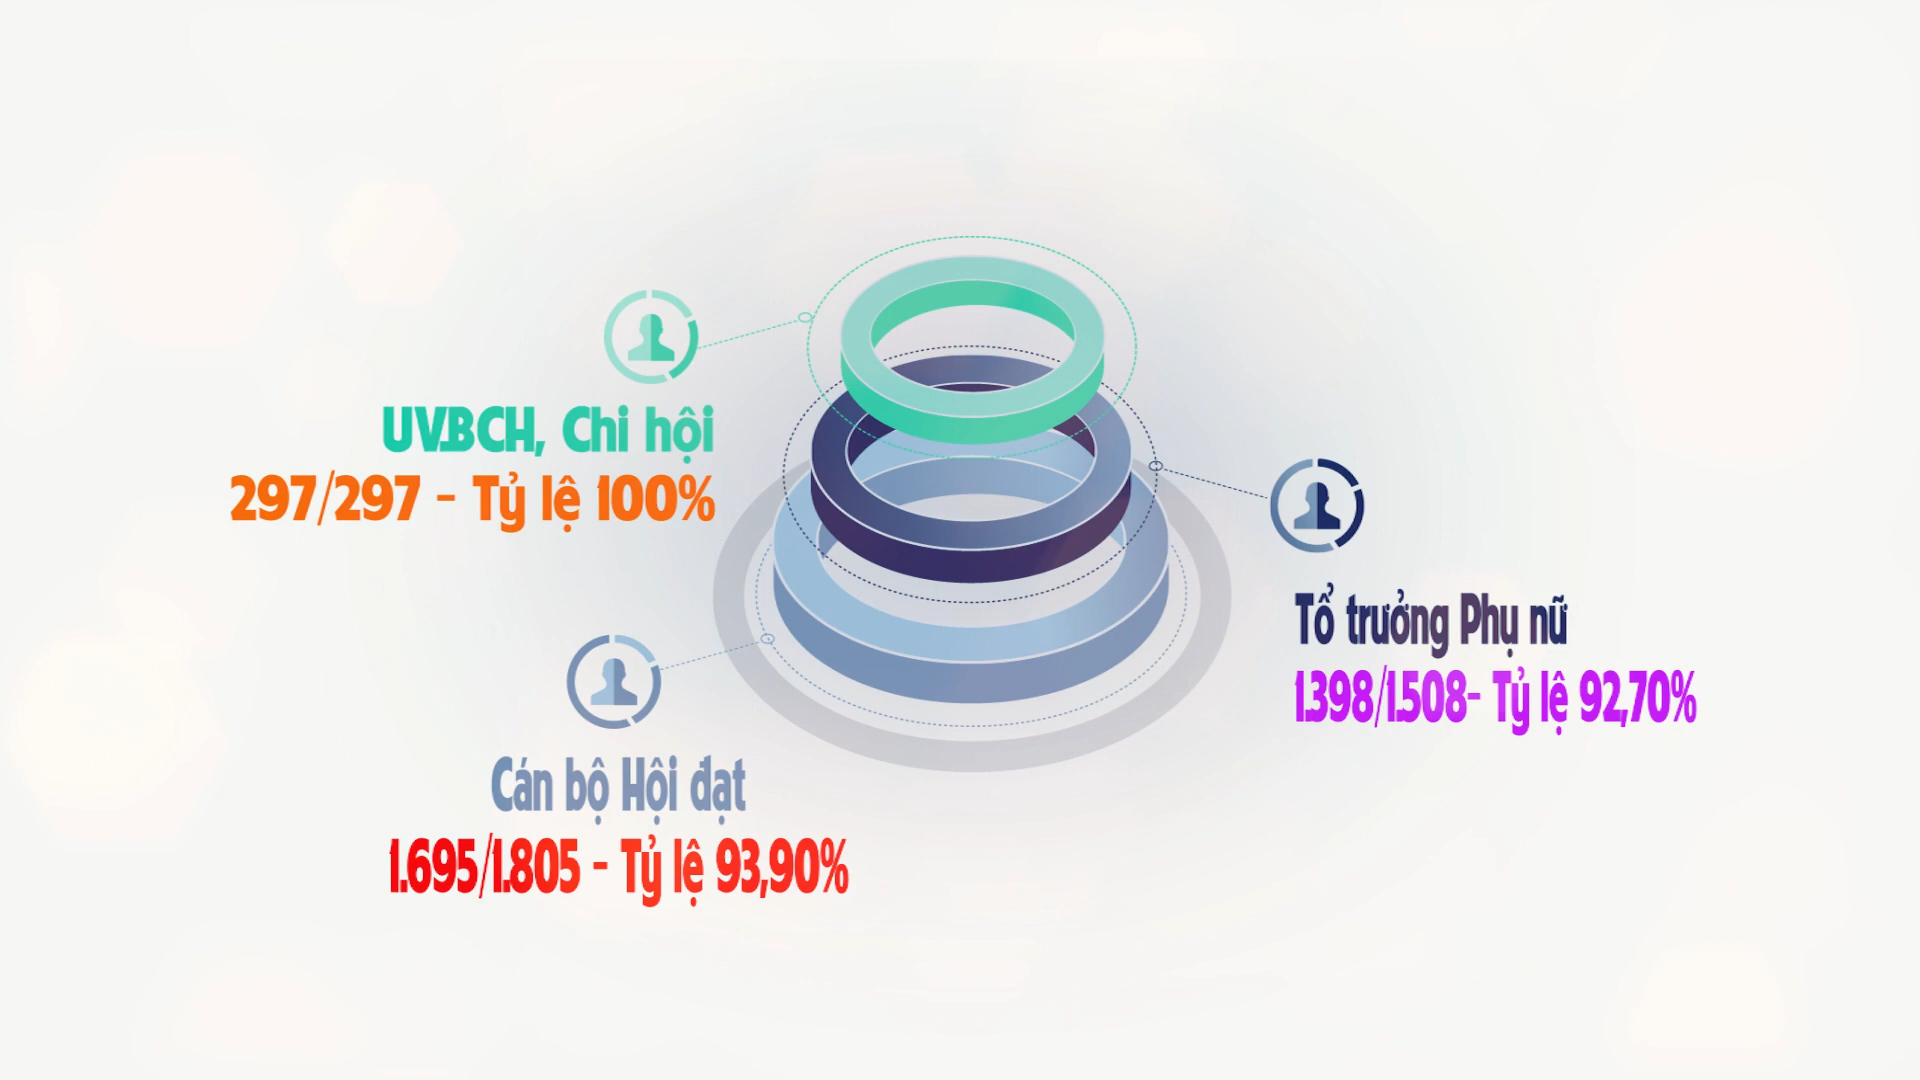 UV.BCH, Chi hội
297/297 - Tỷ lệ 100%
Tổ trưởng Phụ nữ
1.398/1.508- Tỷ lệ 92,70%
Cán bộ Hội đạt
1.695/1.805 - Tỷ lệ 93,90%